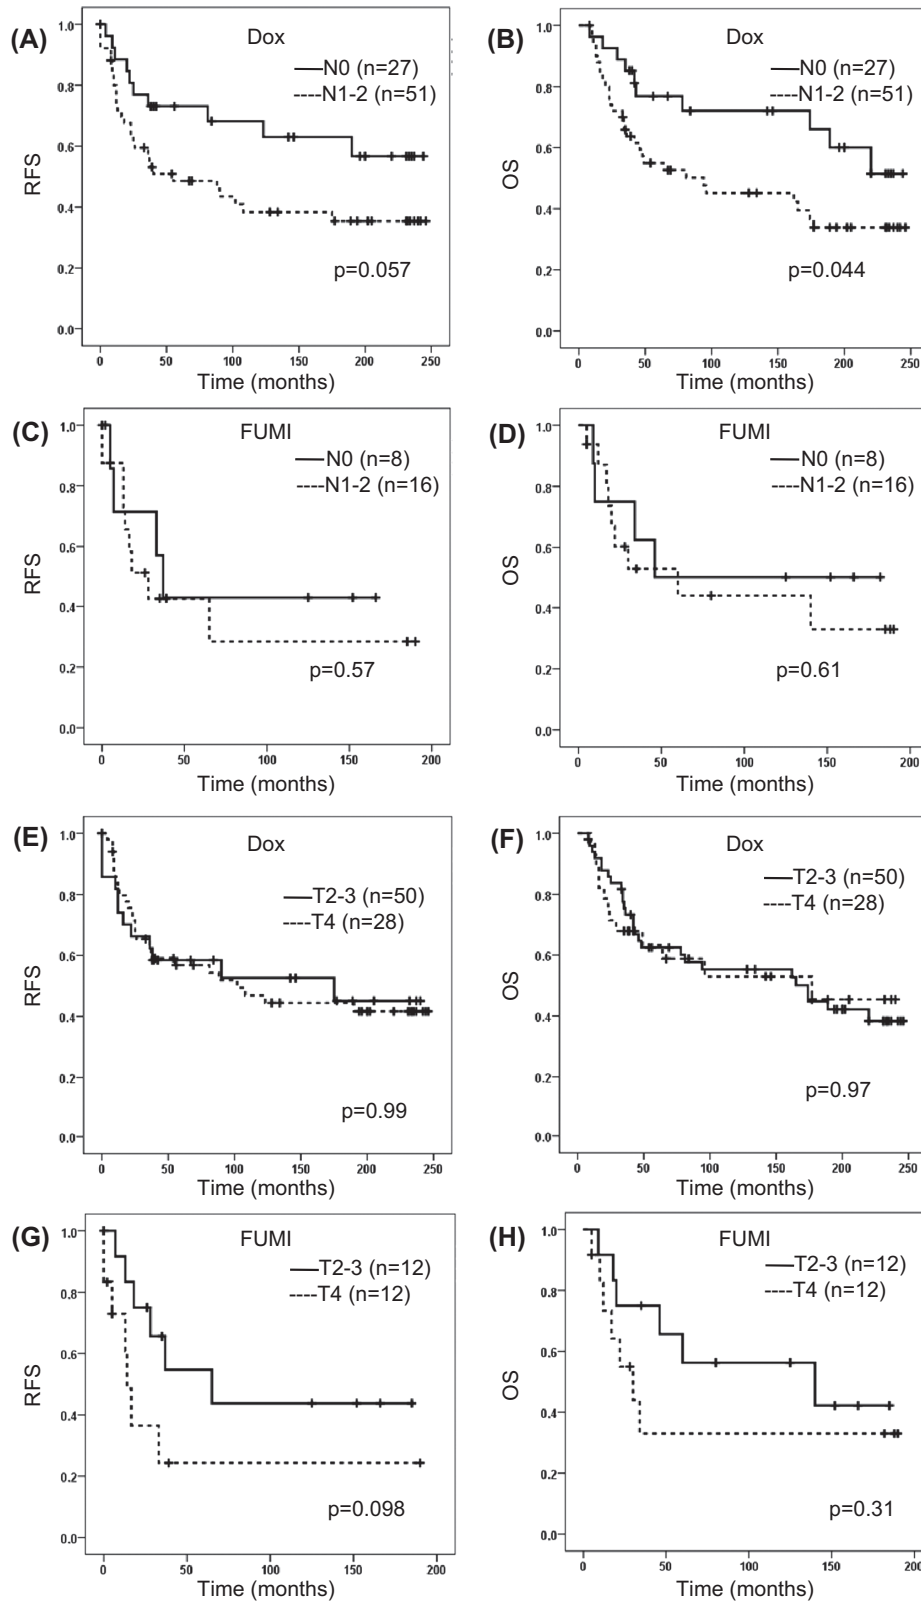 (A)
Dox
N0 (n=27)
N1-2 (n=51)
RFS
1.0
0.8
0.6
0.4
0.2
0.0
p=0.057
0 50 100 150 200 250
Time (months)
(B)
Dox
N0 (n=27)
N1-2 (n=51)
OS
1.0
0.8
0.6
0.4
0.2
0.0
p=0.044
0 50 100 150 200 250
Time (months)
(C)
FUMI
N0 (n=8)
N1-2 (n=16)
RFS
1.0
0.8
0.6
0.4
0.2
0.0
p=0.57
0 50 100 150 200
Time (months)
(D)
FUMI
N0 (n=8)
N1-2 (n=16)
OS
1.0
0.8
0.6
0.4
0.2
0.0
p=0.61
0 50 100 150 200
Time (months)
(E)
Dox
T2-3 (n=50)
T4 (n=28)
RFS
1.0
0.8
0.6
0.4
0.2
0.0
p=0.99
0 50 100 150 200 250
Time (months)
(F)
Dox
T2-3 (n=50)
T4 (n=28)
OS
1.0
0.8
0.6
0.4
0.2
0.0
p=0.97
0 50 100 150 200 250
Time (months)
(G)
FUMI
T2-3 (n=12)
T4 (n=12)
RFS
1.0
0.8
0.6
0.4
0.2
0.0
p=0.098
0 50 100 150 200
Time (months)
(H)
FUMI
T2-3 (n=12)
T4 (n=12)
OS
1.0
0.8
0.6
0.4
0.2
0.0
p=0.31
0 50 100 150 200
Time (months)